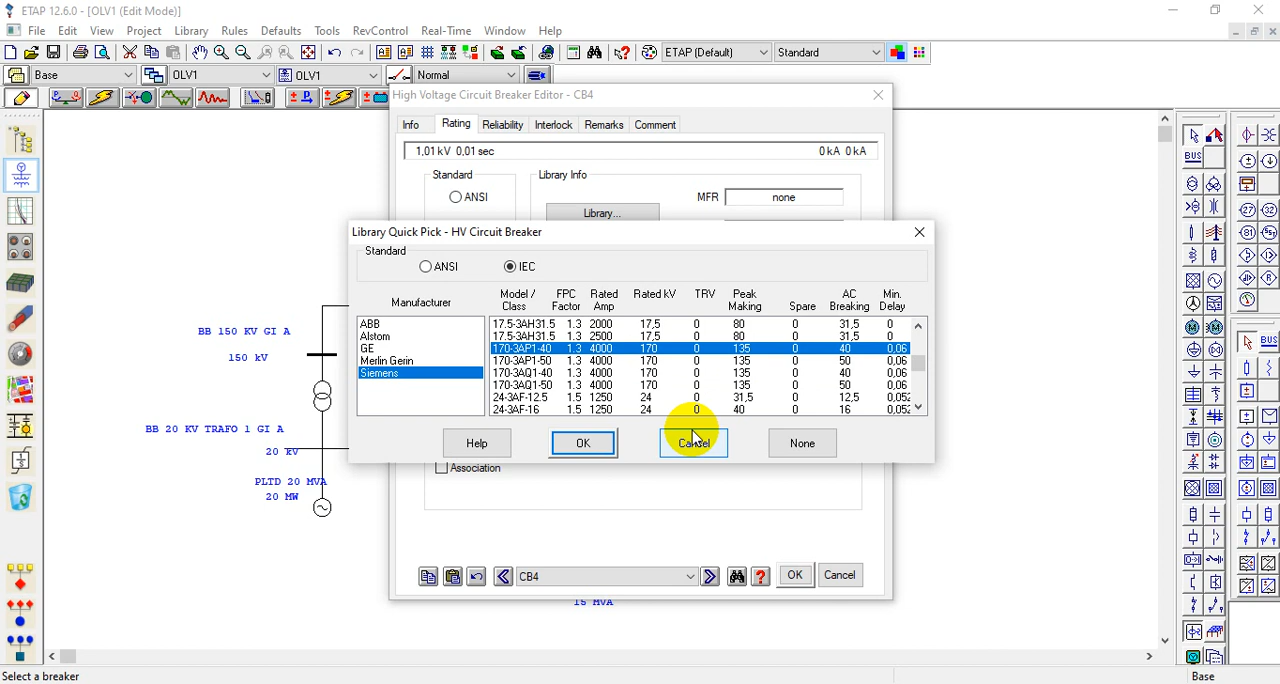 ETAP 12.6.0 - [OLV1 (Edit Mode)]
File Edit View Project Library Rules Defaults Tools RevControl Real-Time Window Help
ETAP (Default) Standard
Base OLV1 OLV1 Normal
High Voltage Circuit Breaker Editor - CB4
Info Rating Reliability Interlock Remarks Comment
1,01 kV 0,01 sec 0 kA 0 kA
Standard Library Info
ANSI MFR none
Library...
Library Quick Pick - HV Circuit Breaker
Standard
ANSI IEC
Manufacturer
Model / Class FPC Factor Rated Amp Rated kV TRV Peak Making Spare AC Breaking Min. Delay
ABB
Alstom
GE
Merlin Gerin
Siemens
17.5-3AH31.5 1.3 2000 17,5 0 80 0 31,5 0
17.5-3AH31.5 1.3 2500 17,5 0 80 0 31,5 0
170-3AP1-40 1.3 4000 170 0 135 0 40 0,06
170-3AP1-50 1.3 4000 170 0 135 0 50 0,06
170-3AQ1-40 1.3 4000 170 0 135 0 40 0,06
170-3AQ1-50 1.3 4000 170 0 135 0 50 0,06
24-3AF-12.5 1.5 1250 24 0 31,5 0 12,5 0,052
24-3AF-16 1.5 1250 24 0 40 0 16 0,052
Help OK Cancel None
Association
CB4 OK Cancel
BB 150 KV GI A
150 kV
BB 20 KV TRAFO 1 GI A
20 kV
PLTD 20 MVA
20 MW
15 MVA
BUS
BUS
Select a breaker Base